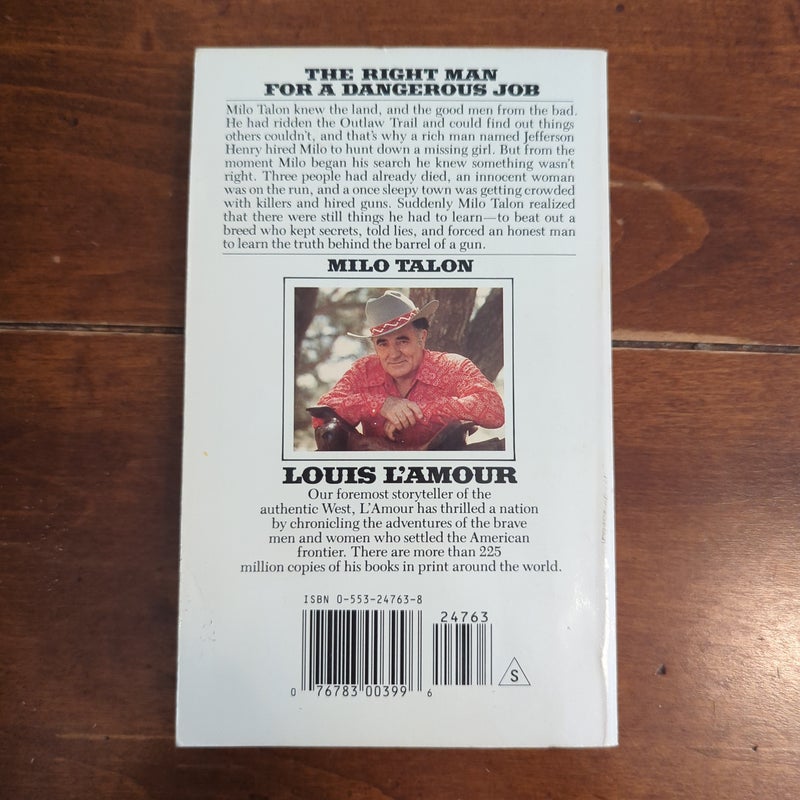 THE RIGHT MAN
FOR A DANGEROUS JOB
Milo Talon knew the land, and the good men from the bad.
He had ridden the Outlaw Trail and could find out things
others couldn't, and that's why a rich man named Jefferson
Henry hired Milo to hunt down a missing girl. But from the
moment Milo began his search he knew something wasn't
right. Three people had already died, an innocent woman
was on the run, and a once sleepy town was getting crowded
with killers and hired guns. Suddenly Milo Talon realized
that there were still things he had to learn—to beat out a
breed who kept secrets, told lies, and forced an honest man
to learn the truth behind the barrel of a gun.
MILO TALON
LOUIS L'AMOUR
Our foremost storyteller of the
authentic West, L'Amour has thrilled a nation
by chronicling the adventures of the brave
men and women who settled the American
frontier. There are more than 225
million copies of his books in print around the world.
ISBN 0-553-24763-8
24763
0 76783 00399 6
S